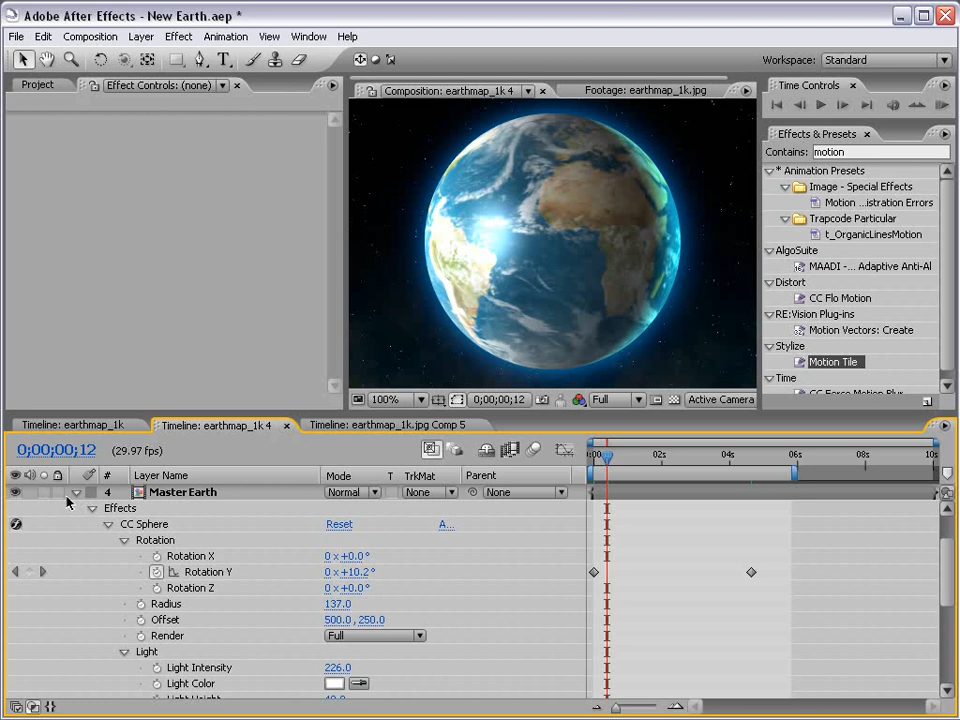 Adobe After Effects - New Earth.aep *
File Edit Composition Layer Effect Animation View Window Help
Workspace: Standard
Project Effect Controls: (none) ×
Composition: earthmap_1k 4 × Footage: earthmap_1k.jpg
Time Controls ×
Effects & Presets ×
Contains: motion
* Animation Presets
Image - Special Effects
Motion ...istration Errors
Trapcode Particular
t_OrganicLinesMotion
AlgoSuite
MAADI -... Adaptive Anti-Al
Distort
CC Flo Motion
RE:Vision Plug-ins
Motion Vectors: Create
Stylize
Motion Tile
Time
CC Force Motion Blur
100% 0;00;00;12 Full Active Camera
Timeline: earthmap_1k Timeline: earthmap_1k 4 × Timeline: earthmap_1k.jpg Comp 5
0;00;00;12 (29.97 fps)
:00s 02s 04s 06s 08s 10s
# Layer Name Mode T TrkMat Parent
4 Master Earth Normal None None
Effects
CC Sphere Reset A...
Rotation
Rotation X 0 x+0.0°
Rotation Y 0 x+10.2°
Rotation Z 0 x+0.0°
Radius 137.0
Offset 500.0, 250.0
Render Full
Light
Light Intensity 226.0
Light Color
Light Height